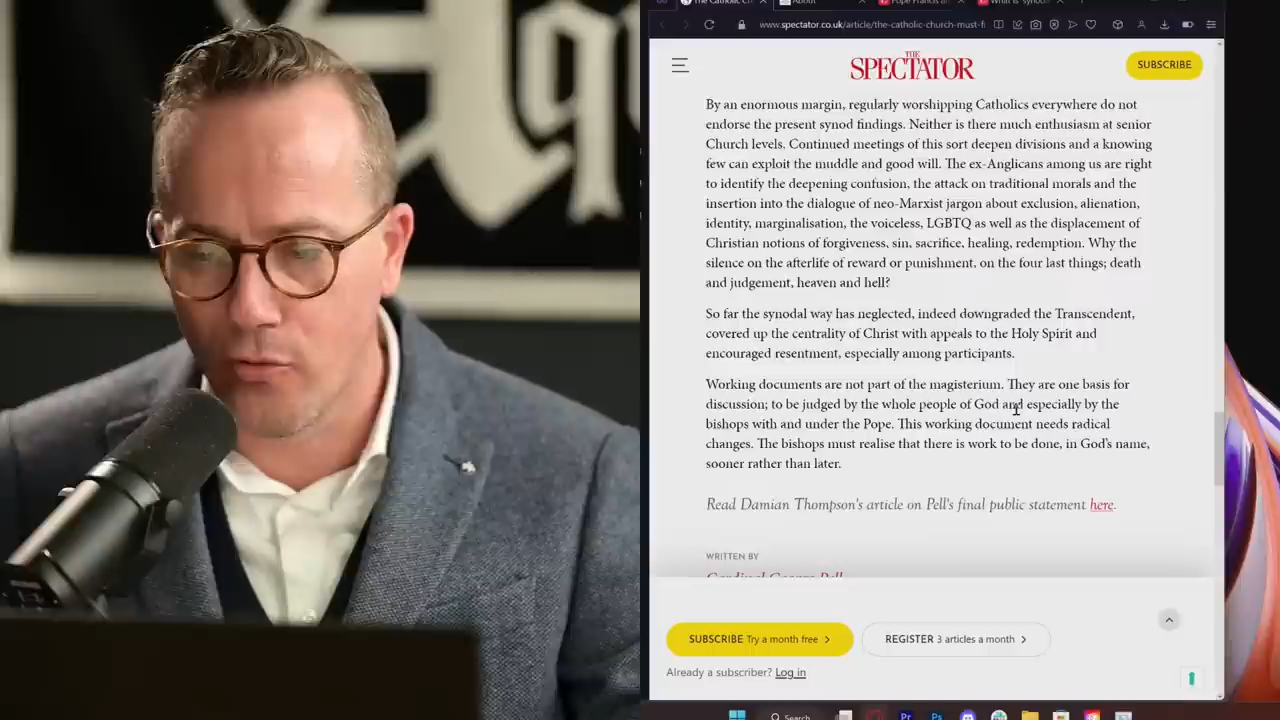 Aq
www.spectator.co.uk/article/the-catholic-church-must-f
THE
SPECTATOR
SUBSCRIBE
By an enormous margin, regularly worshipping Catholics everywhere do not
endorse the present synod findings. Neither is there much enthusiasm at senior
Church levels. Continued meetings of this sort deepen divisions and a knowing
few can exploit the muddle and good will. The ex-Anglicans among us are right
to identify the deepening confusion, the attack on traditional morals and the
insertion into the dialogue of neo-Marxist jargon about exclusion, alienation,
identity, marginalisation, the voiceless, LGBTQ as well as the displacement of
Christian notions of forgiveness, sin, sacrifice, healing, redemption. Why the
silence on the afterlife of reward or punishment, on the four last things; death
and judgement, heaven and hell?
So far the synodal way has neglected, indeed downgraded the Transcendent,
covered up the centrality of Christ with appeals to the Holy Spirit and
encouraged resentment, especially among participants.
Working documents are not part of the magisterium. They are one basis for
discussion; to be judged by the whole people of God and especially by the
bishops with and under the Pope. This working document needs radical
changes. The bishops must realise that there is work to be done, in God's name,
sooner rather than later.
Read Damian Thompson's article on Pell's final public statement here.
WRITTEN BY
Cardinal George Pell
SUBSCRIBE Try a month free >
REGISTER 3 articles a month >
Already a subscriber? Log in
Search